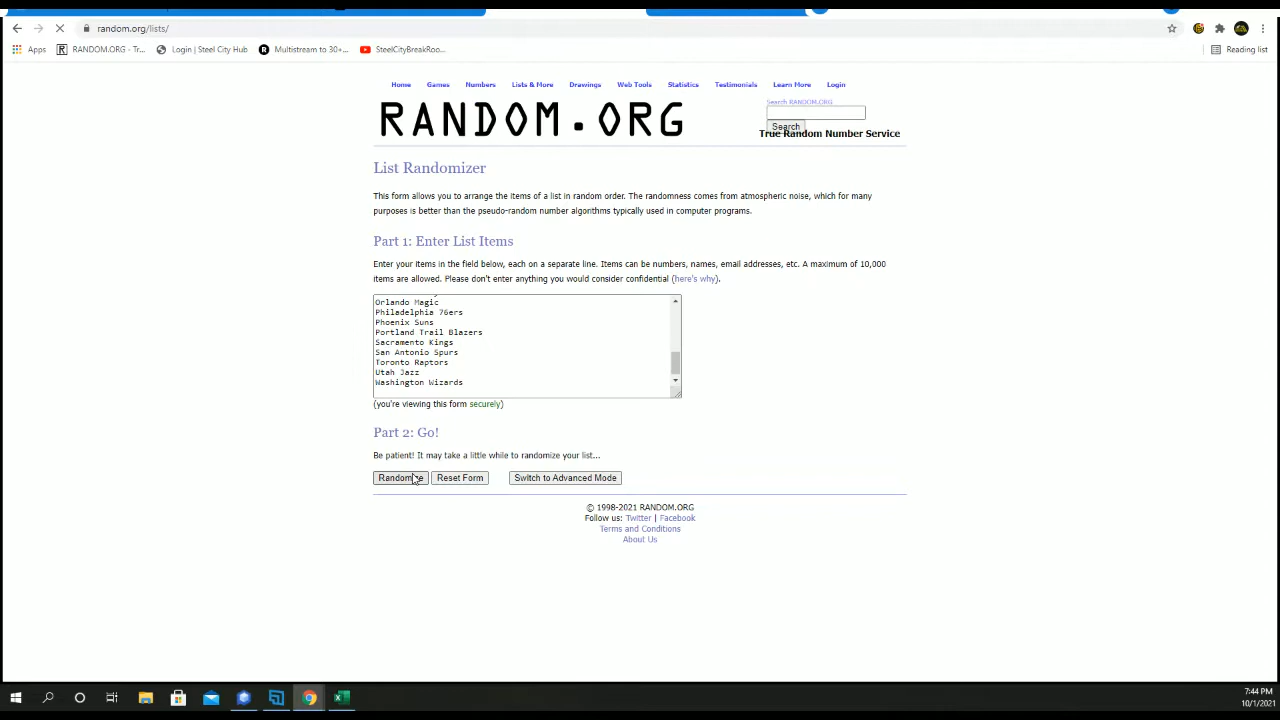 random.org/lists/
Apps
RANDOM.ORG - Tr...
Login | Steel City Hub
Multistream to 30+...
SteelCityBreakRoo...
Reading list
Home Games Numbers Lists & More Drawings Web Tools Statistics Testimonials Learn More Login
RANDOM.ORG
Search RANDOM.ORG
Search
True Random Number Service
List Randomizer
This form allows you to arrange the items of a list in random order. The randomness comes from atmospheric noise, which for many
purposes is better than the pseudo-random number algorithms typically used in computer programs.
Part 1: Enter List Items
Enter your items in the field below, each on a separate line. Items can be numbers, names, email addresses, etc. A maximum of 10,000
items are allowed. Please don't enter anything you would consider confidential (here's why).
Orlando Magic
Philadelphia 76ers
Phoenix Suns
Portland Trail Blazers
Sacramento Kings
San Antonio Spurs
Toronto Raptors
Utah Jazz
Washington Wizards
(you're viewing this form securely)
Part 2: Go!
Be patient! It may take a little while to randomize your list...
Randomize Reset Form Switch to Advanced Mode
© 1998-2021 RANDOM.ORG
Follow us: Twitter | Facebook
Terms and Conditions
About Us
7:44 PM
10/1/2021